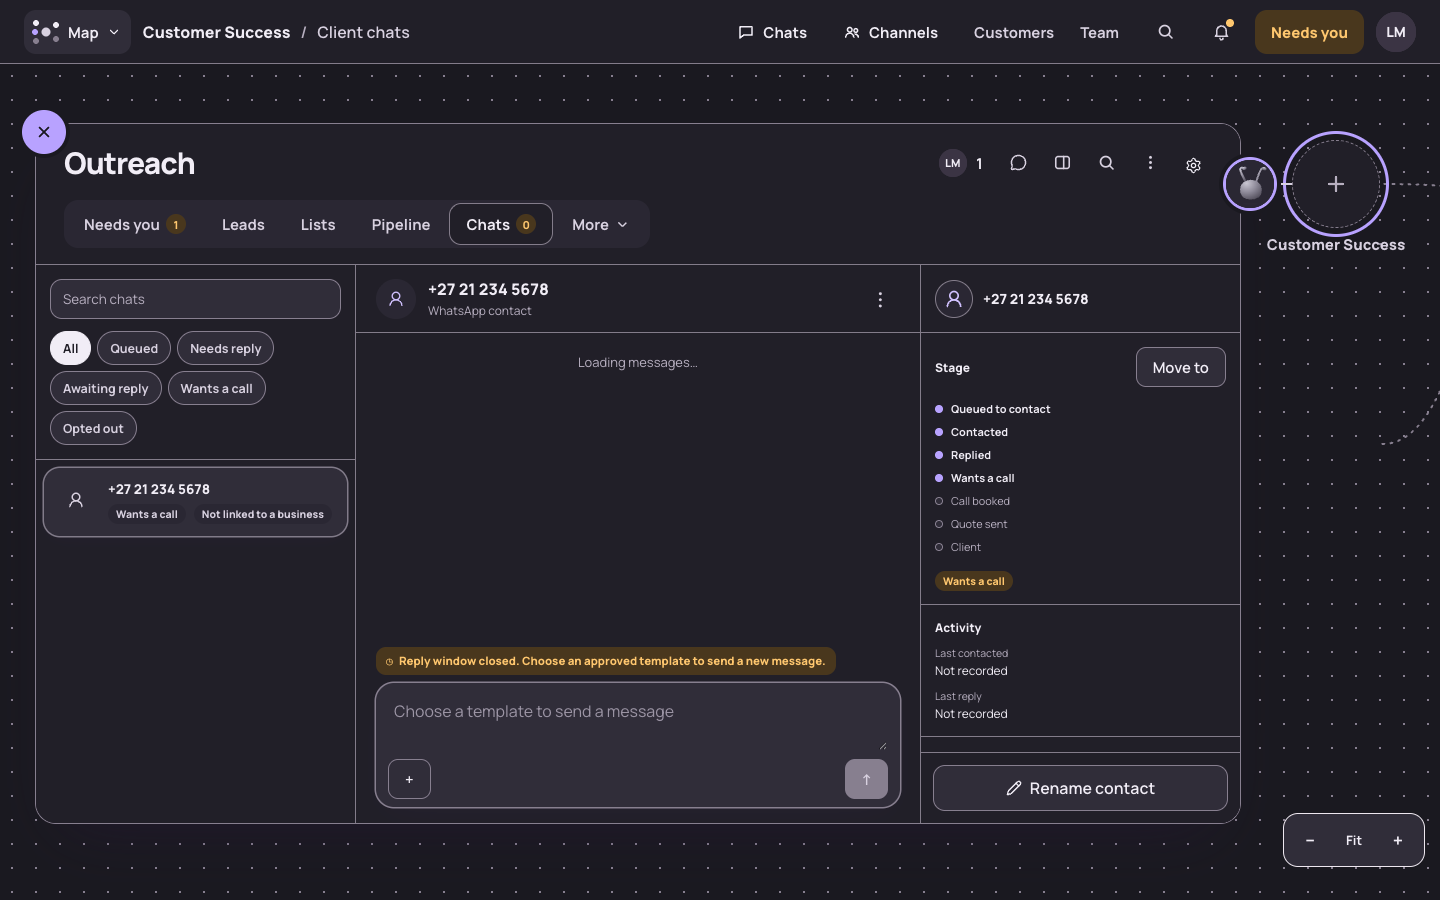 Map
Customer Success / Client chats
Chats
Channels
Customers
Team
Needs you
LM
Outreach
LM 1
Needs you 1
Leads
Lists
Pipeline
Chats 0
More
Customer Success
Search chats
All
Queued
Needs reply
Awaiting reply
Wants a call
Opted out
+27 21 234 5678
Wants a call
Not linked to a business
+27 21 234 5678
WhatsApp contact
Loading messages...
Reply window closed. Choose an approved template to send a new message.
Choose a template to send a message
+27 21 234 5678
Stage
Move to
Queued to contact
Contacted
Replied
Wants a call
Call booked
Quote sent
Client
Wants a call
Activity
Last contacted
Not recorded
Last reply
Not recorded
Rename contact
− Fit +